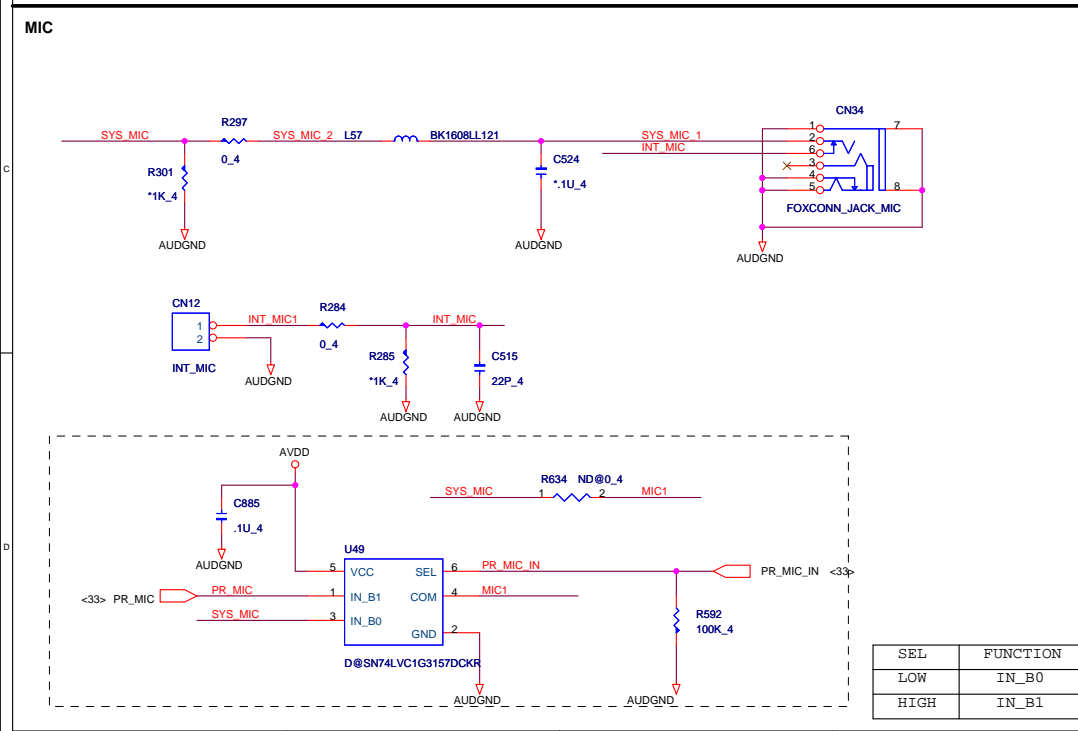 MIC
C
D
SYS_MIC
R297
0_4
SYS_MIC_2
L57
BK1608LL121
SYS_MIC_1
INT_MIC
CN34
1
2
6
3
4
5
7
8
FOXCONN_JACK_MIC
R301
*1K_4
AUDGND
C524
*.1U_4
AUDGND
AUDGND
CN12
1
2
INT_MIC
INT_MIC1
AUDGND
R284
0_4
INT_MIC
R285
*1K_4
AUDGND
C515
22P_4
AUDGND
AVDD
C885
.1U_4
AUDGND
SYS_MIC
1
R634
ND@0_4
2
MIC1
U49
5
VCC
SEL
6
PR_MIC_IN
PR_MIC_IN <33>
<33> PR_MIC
PR_MIC
1
IN_B1
COM
4
MIC1
SYS_MIC
3
IN_B0
GND
2
D@SN74LVC1G3157DCKR
AUDGND
R592
100K_4
AUDGND
SEL FUNCTION
LOW IN_B0
HIGH IN_B1